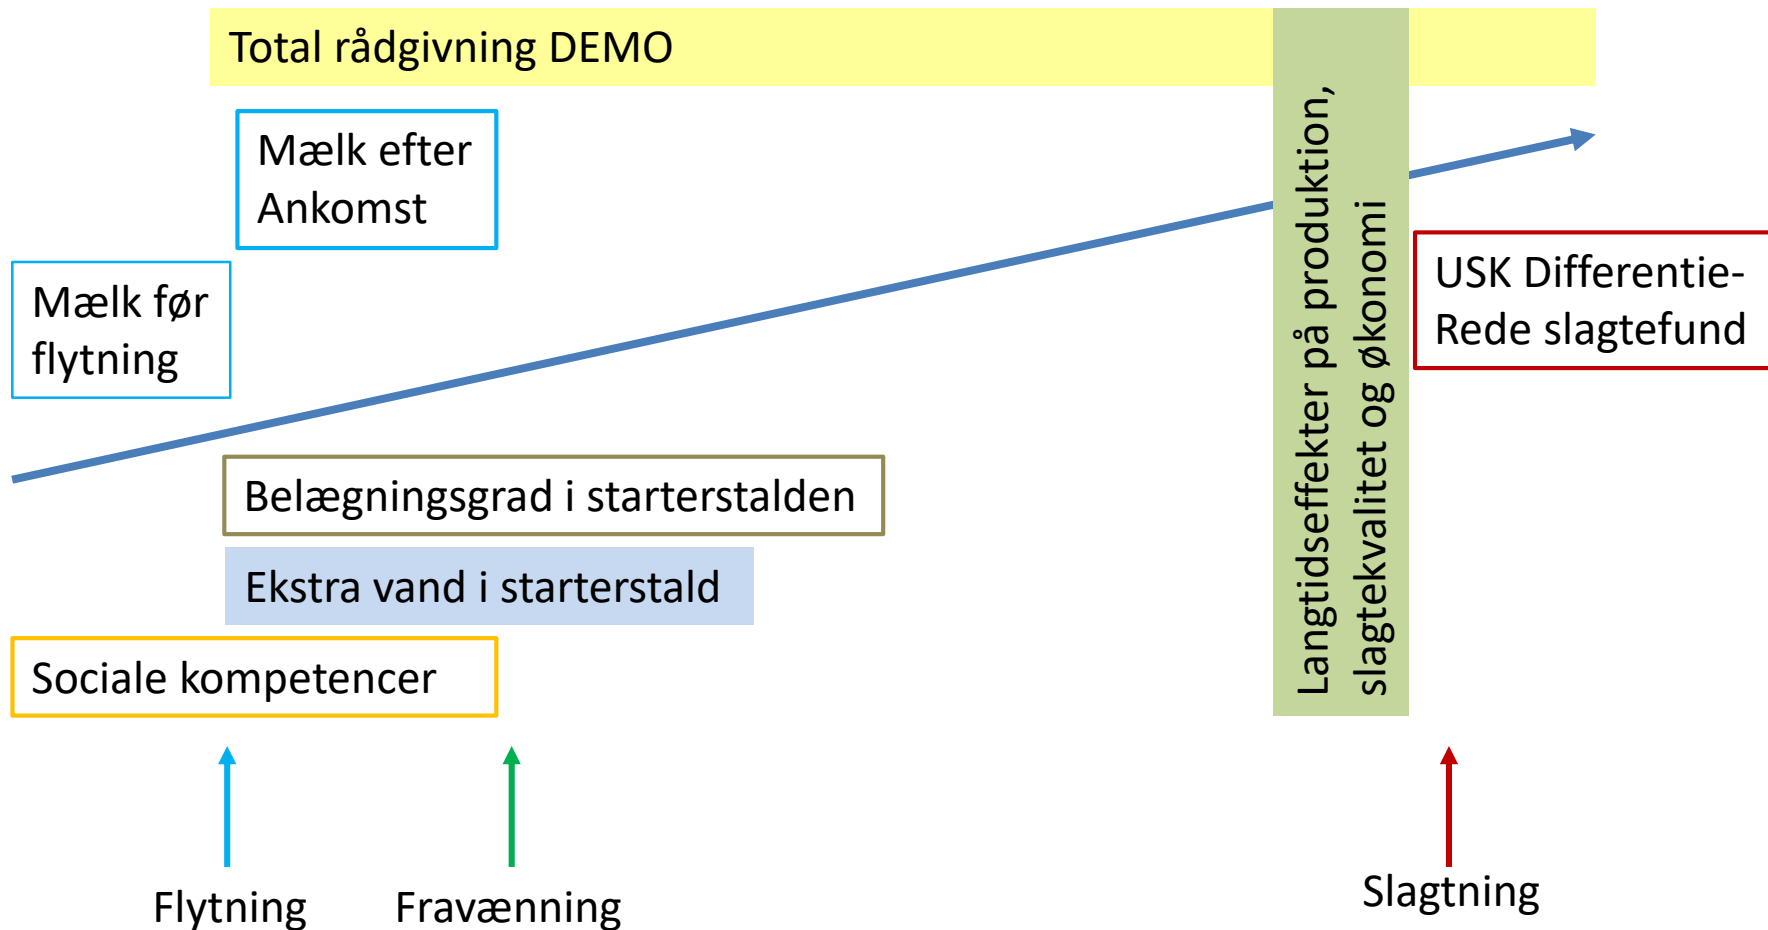 Total rådgivning DEMO
Mælk efter
Ankomst
Mælk før
flytning
Langtidseffekter på produktion,
slagtekvalitet og økonomi
USK Differentie-
Rede slagtefund
Belægningsgrad i starterstalden
Ekstra vand i starterstald
Sociale kompetencer
Flytning
Fravænning
Slagtning